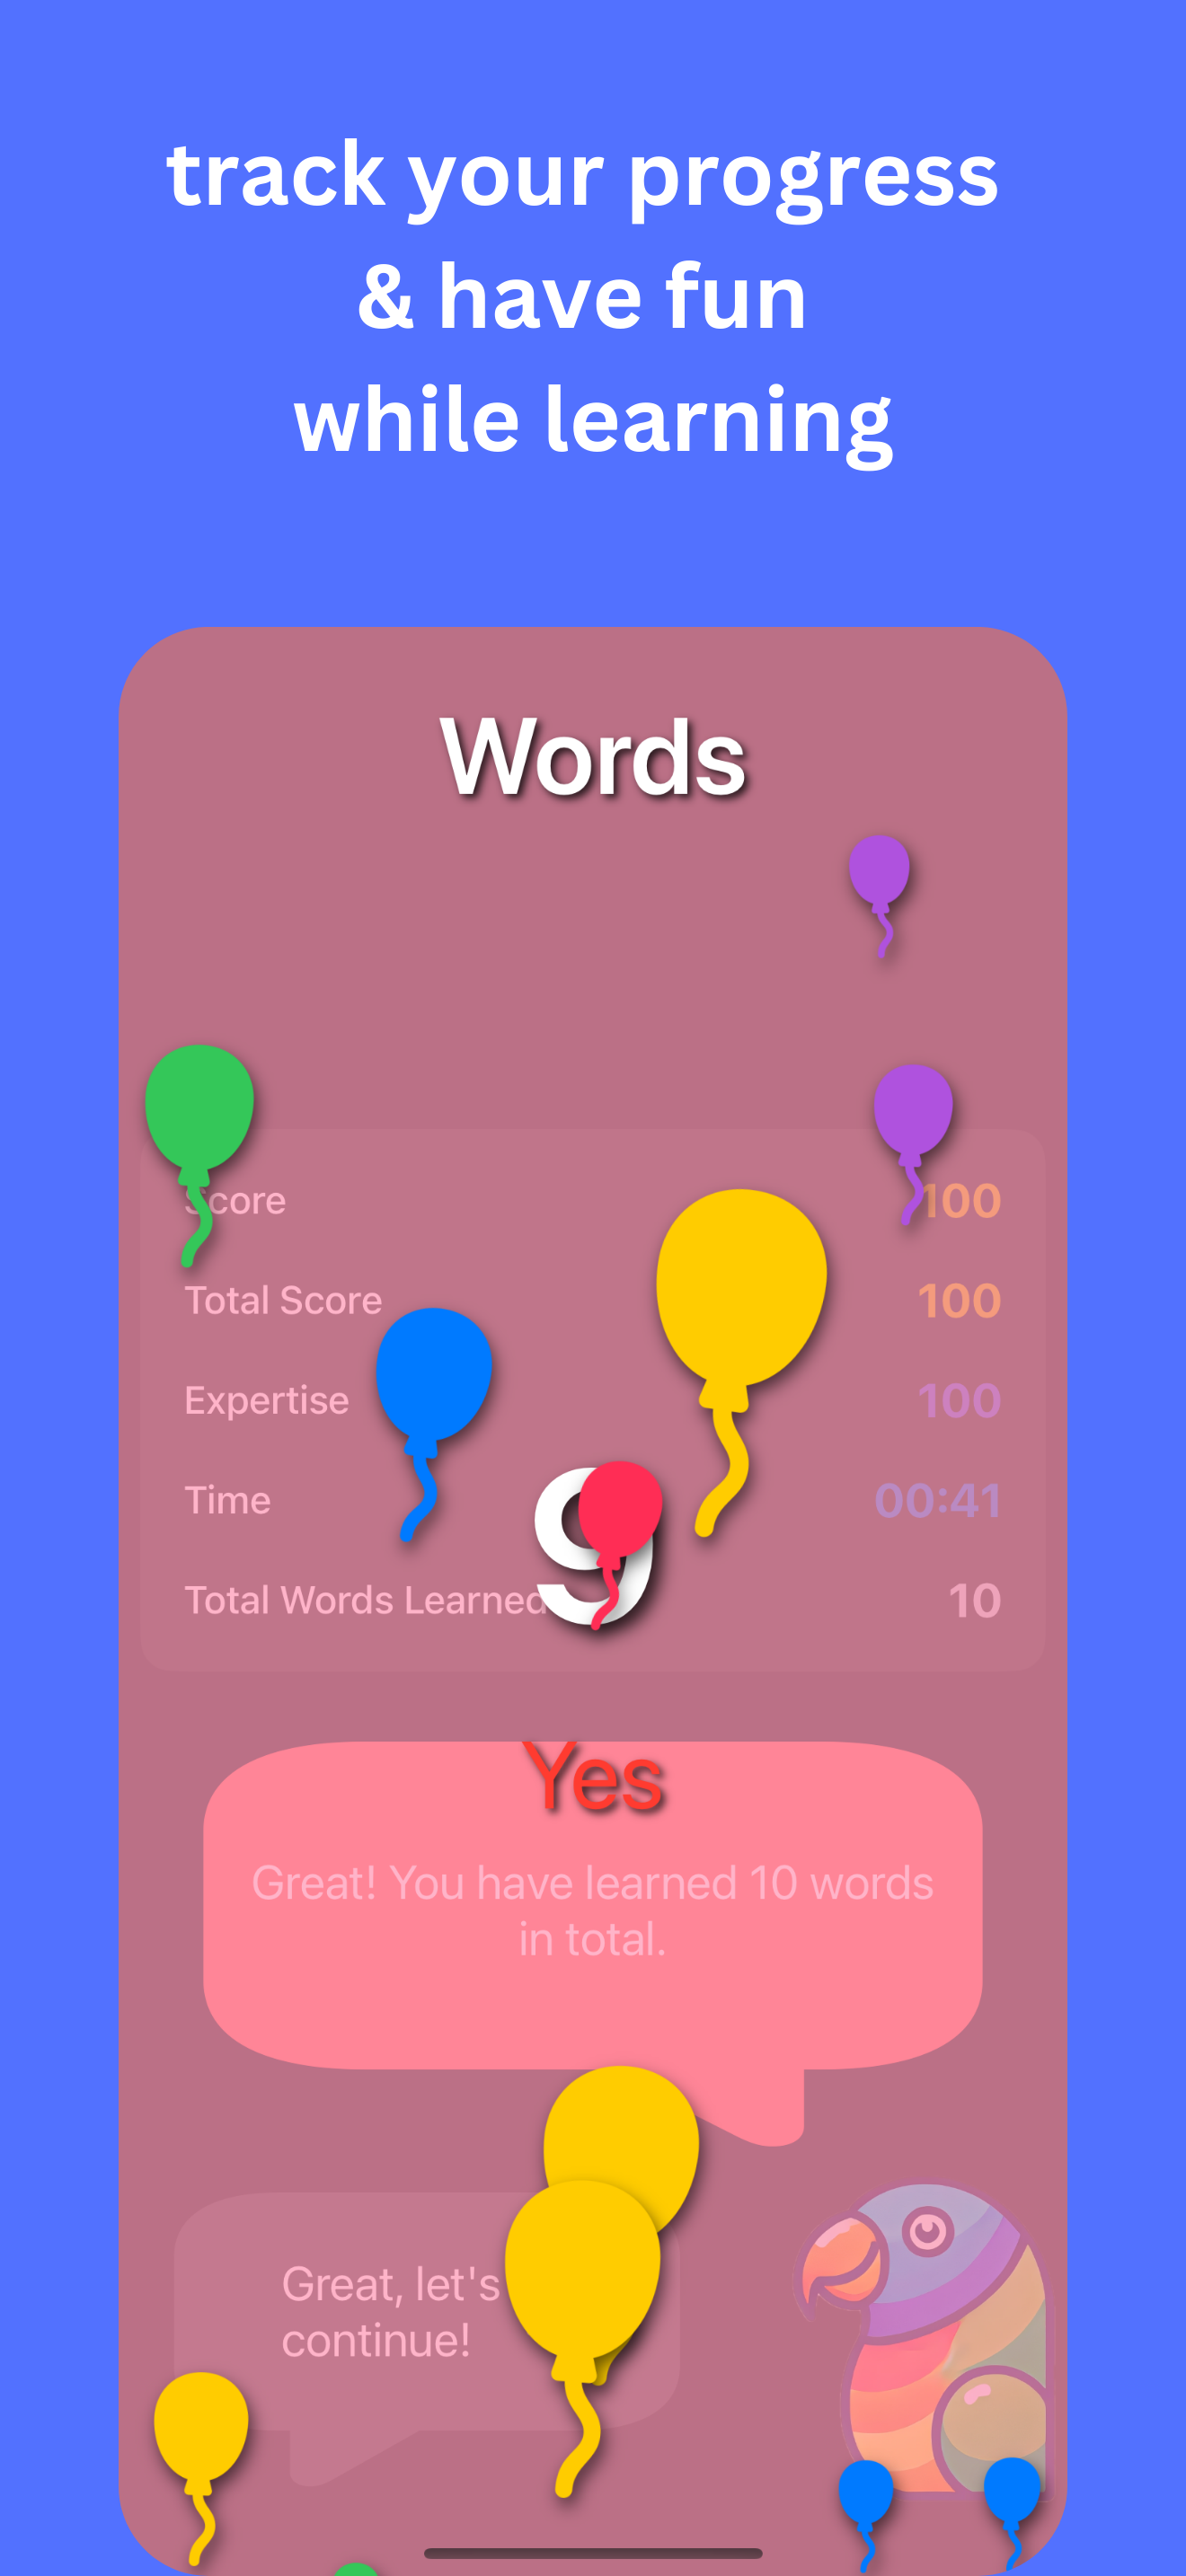 track your progress
& have fun
while learning
Words
Score 100
Total Score 100
Expertise 100
Time 00:41
9
Total Words Learned 10
Yes
Great! You have learned 10 words
in total.
Great, let's
continue!